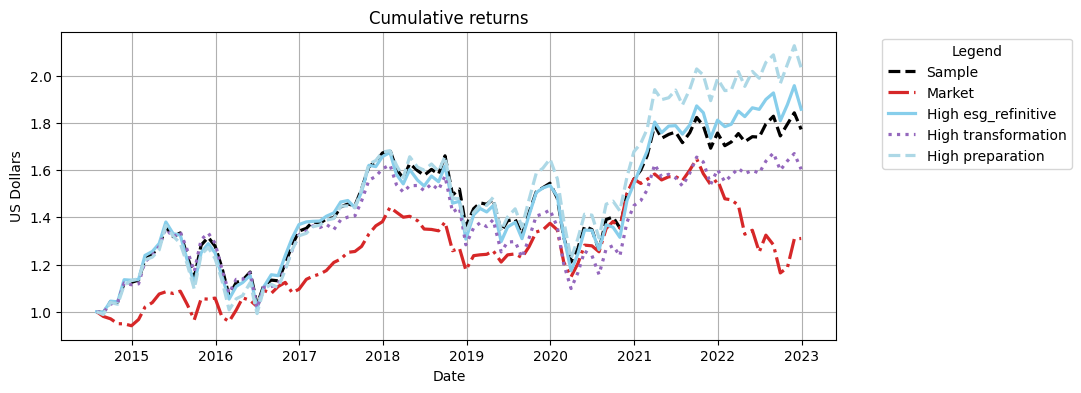 Cumulative returns
US Dollars
2.0
1.8
1.6
1.4
1.2
1.0
2015 2016 2017 2018 2019 2020 2021 2022 2023
Date
Legend
Sample
Market
High esg_refinitive
High transformation
High preparation